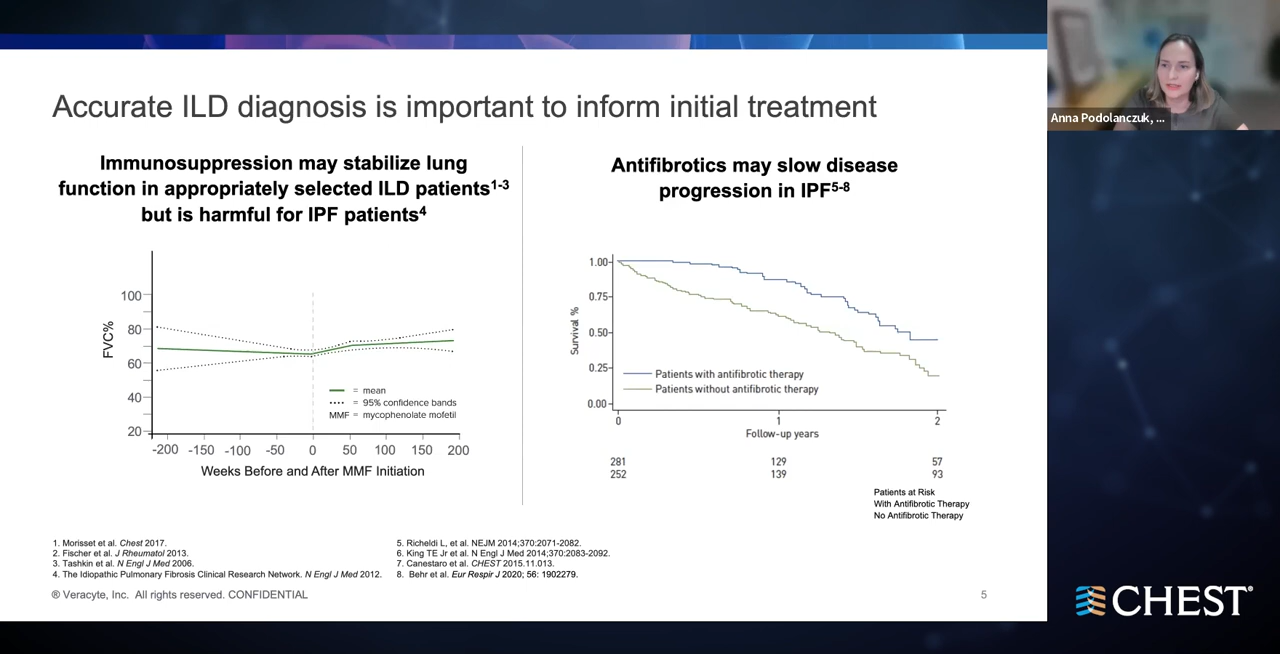 Accurate ILD diagnosis is important to inform initial treatment
Immunosuppression may stabilize lung
function in appropriately selected ILD patients1-3
but is harmful for IPF patients4
FVC%
100
80
60
40
20
-200 -150 -100 -50 0 50 100 150 200
Weeks Before and After MMF Initiation
= mean
= 95% confidence bands
MMF = mycophenolate mofetil
Antifibrotics may slow disease
progression in IPF5-8
Survival %
1.00
0.75
0.50
0.25
0.00
Patients with antifibrotic therapy
Patients without antifibrotic therapy
0 1 2
Follow-up years
281 129 57
252 139 93
Patients at Risk
With Antifibrotic Therapy
No Antifibrotic Therapy
1. Morisset et al. Chest 2017.
2. Fischer et al. J Rheumatol 2013.
3. Tashkin et al. N Engl J Med 2006.
4. The Idiopathic Pulmonary Fibrosis Clinical Research Network. N Engl J Med 2012.
5. Richeldi L, et al. NEJM 2014;370:2071-2082.
6. King TE Jr et al. N Engl J Med 2014;370:2083-2092.
7. Canestaro et al. CHEST 2015.11.013.
8. Behr et al. Eur Respir J 2020; 56: 1902279.
® Veracyte, Inc. All rights reserved. CONFIDENTIAL
5
Anna Podolanczuk, ...
CHEST®